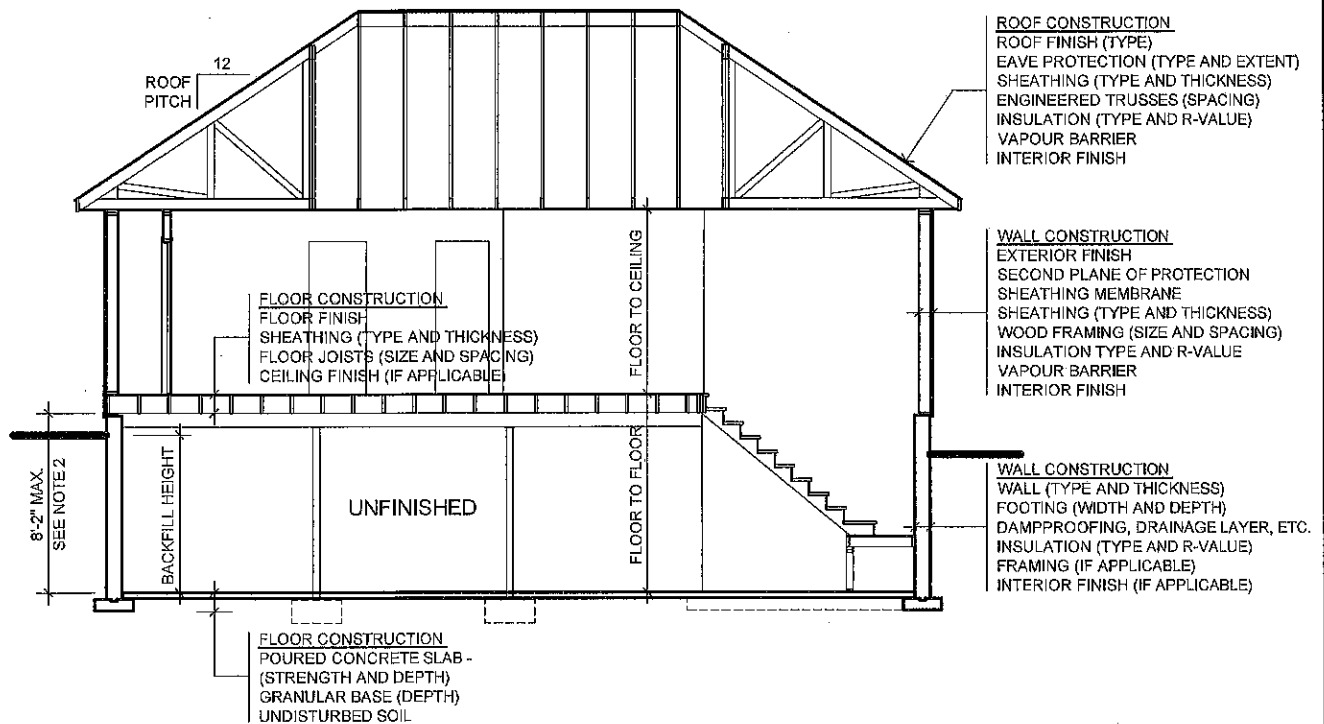 ROOF CONSTRUCTION
ROOF FINISH (TYPE)
EAVE PROTECTION (TYPE AND EXTENT)
SHEATHING (TYPE AND THICKNESS)
ENGINEERED TRUSSES (SPACING)
INSULATION (TYPE AND R-VALUE)
VAPOUR BARRIER
INTERIOR FINISH
12
ROOF
PITCH
WALL CONSTRUCTION
EXTERIOR FINISH
SECOND PLANE OF PROTECTION
SHEATHING MEMBRANE
SHEATHING (TYPE AND THICKNESS)
WOOD FRAMING (SIZE AND SPACING)
INSULATION TYPE AND R-VALUE
VAPOUR BARRIER
INTERIOR FINISH
FLOOR CONSTRUCTION
FLOOR FINISH
SHEATHING (TYPE AND THICKNESS)
FLOOR JOISTS (SIZE AND SPACING)
CEILING FINISH (IF APPLICABLE)
FLOOR TO CEILING
8'-2" MAX.
SEE NOTE 2
BACKFILL HEIGHT
UNFINISHED
FLOOR TO FLOOR
WALL CONSTRUCTION
WALL (TYPE AND THICKNESS)
FOOTING (WIDTH AND DEPTH)
DAMPPROOFING, DRAINAGE LAYER, ETC.
INSULATION (TYPE AND R-VALUE)
FRAMING (IF APPLICABLE)
INTERIOR FINISH (IF APPLICABLE)
FLOOR CONSTRUCTION
POURED CONCRETE SLAB -
(STRENGTH AND DEPTH)
GRANULAR BASE (DEPTH)
UNDISTURBED SOIL